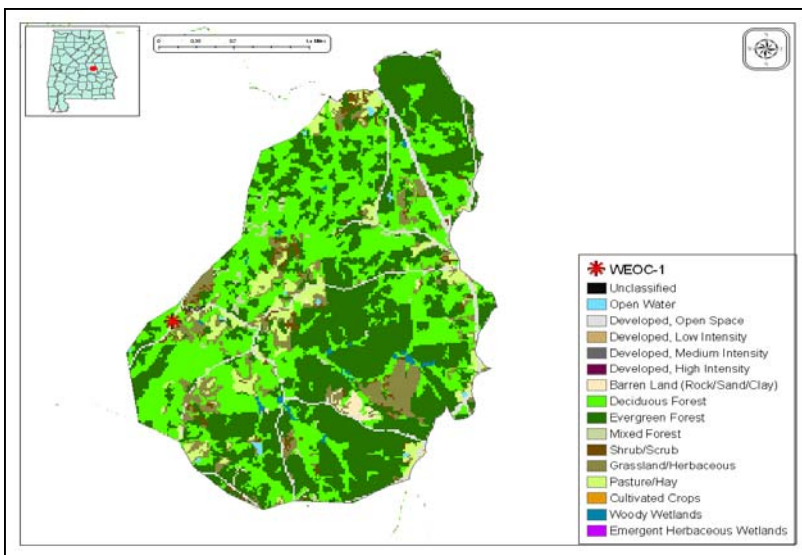 WEOC-1
Unclassified
Open Water
Developed, Open Space
Developed, Low Intensity
Developed, Medium Intensity
Developed, High Intensity
Barren Land (Rock/Sand/Clay)
Deciduous Forest
Evergreen Forest
Mixed Forest
Shrub/Scrub
Grassland/Herbaceous
Pasture/Hay
Cultivated Crops
Woody Wetlands
Emergent Herbaceous Wetlands